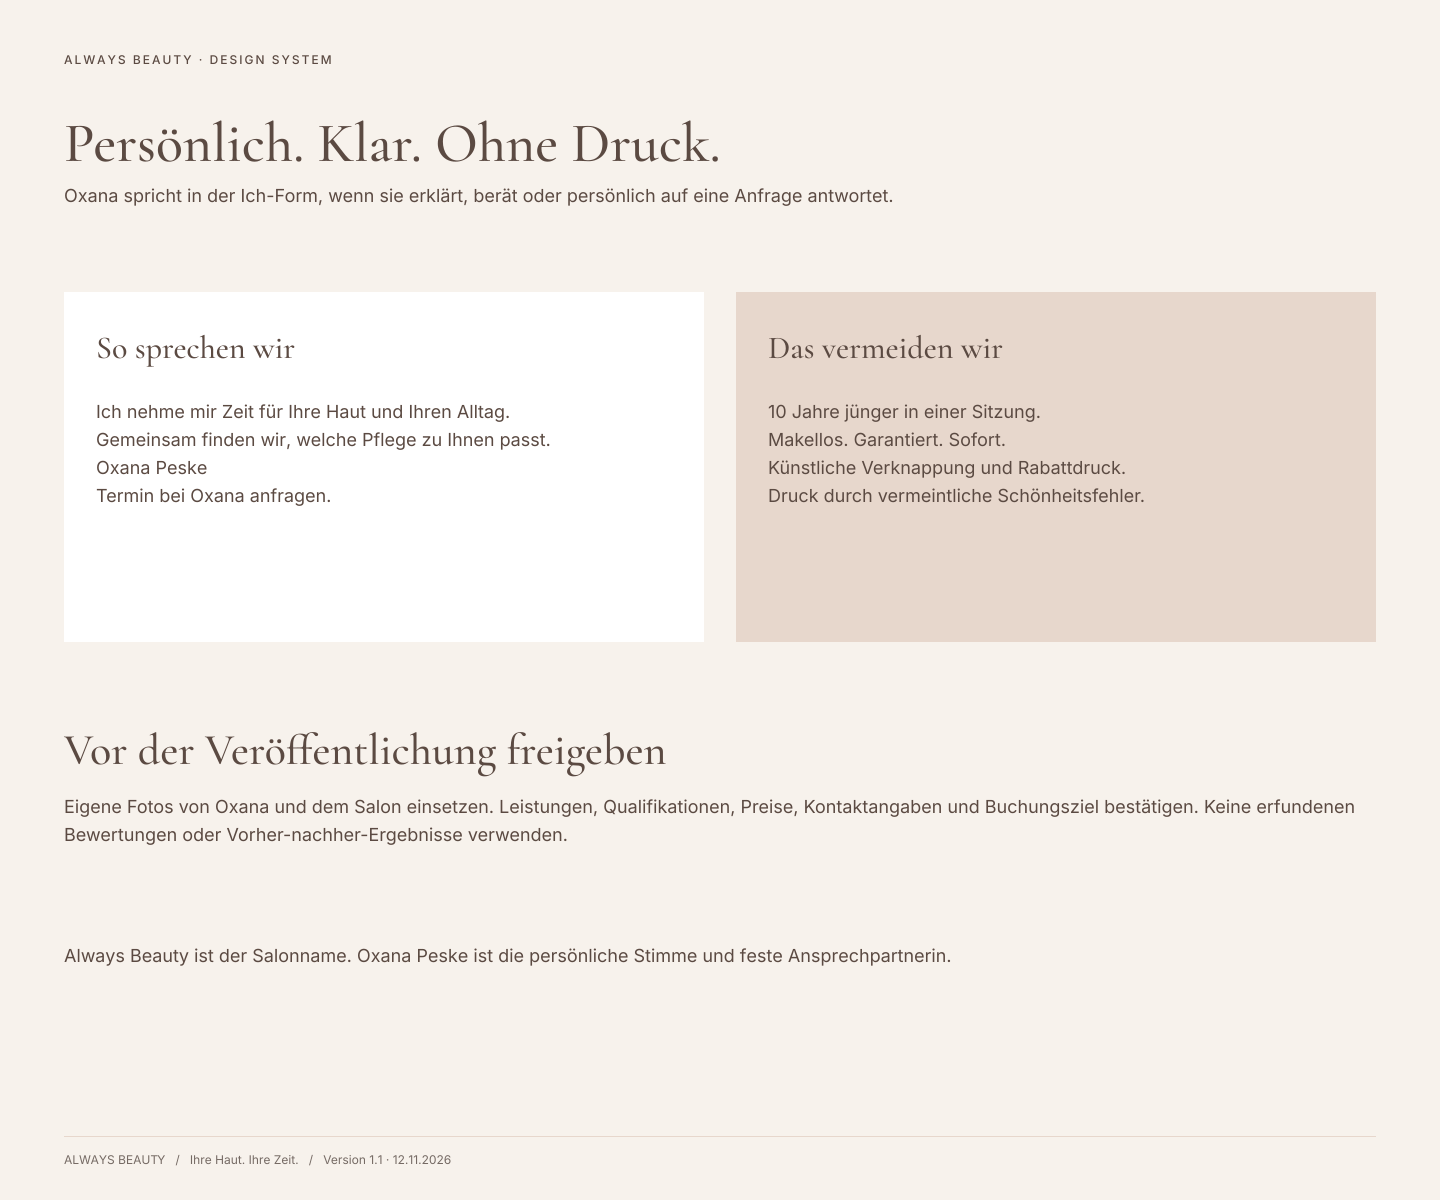 ALWAYS BEAUTY · DESIGN SYSTEM
Persönlich. Klar. Ohne Druck.
Oxana spricht in der Ich-Form, wenn sie erklärt, berät oder persönlich auf eine Anfrage antwortet.
So sprechen wir
Ich nehme mir Zeit für Ihre Haut und Ihren Alltag.
Gemeinsam finden wir, welche Pflege zu Ihnen passt.
Oxana Peske
Termin bei Oxana anfragen.
Das vermeiden wir
10 Jahre jünger in einer Sitzung.
Makellos. Garantiert. Sofort.
Künstliche Verknappung und Rabattdruck.
Druck durch vermeintliche Schönheitsfehler.
Vor der Veröffentlichung freigeben
Eigene Fotos von Oxana und dem Salon einsetzen. Leistungen, Qualifikationen, Preise, Kontaktangaben und Buchungsziel bestätigen. Keine erfundenen
Bewertungen oder Vorher-nachher-Ergebnisse verwenden.
Always Beauty ist der Salonname. Oxana Peske ist die persönliche Stimme und feste Ansprechpartnerin.
ALWAYS BEAUTY / Ihre Haut. Ihre Zeit. / Version 1.1 · 12.11.2026